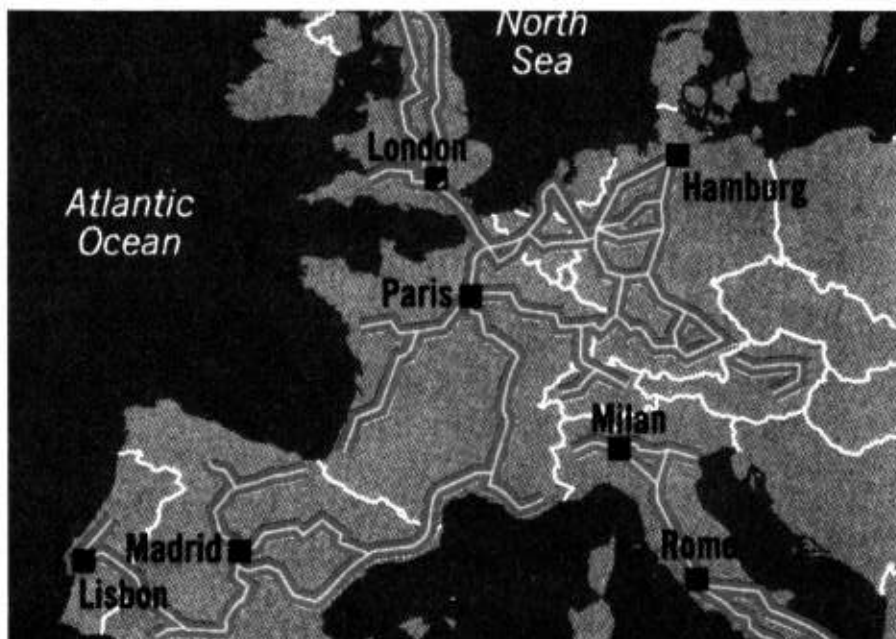 North
Sea
London
Hamburg
Atlantic
Ocean
Paris
Milan
Madrid
Rome
Lisbon